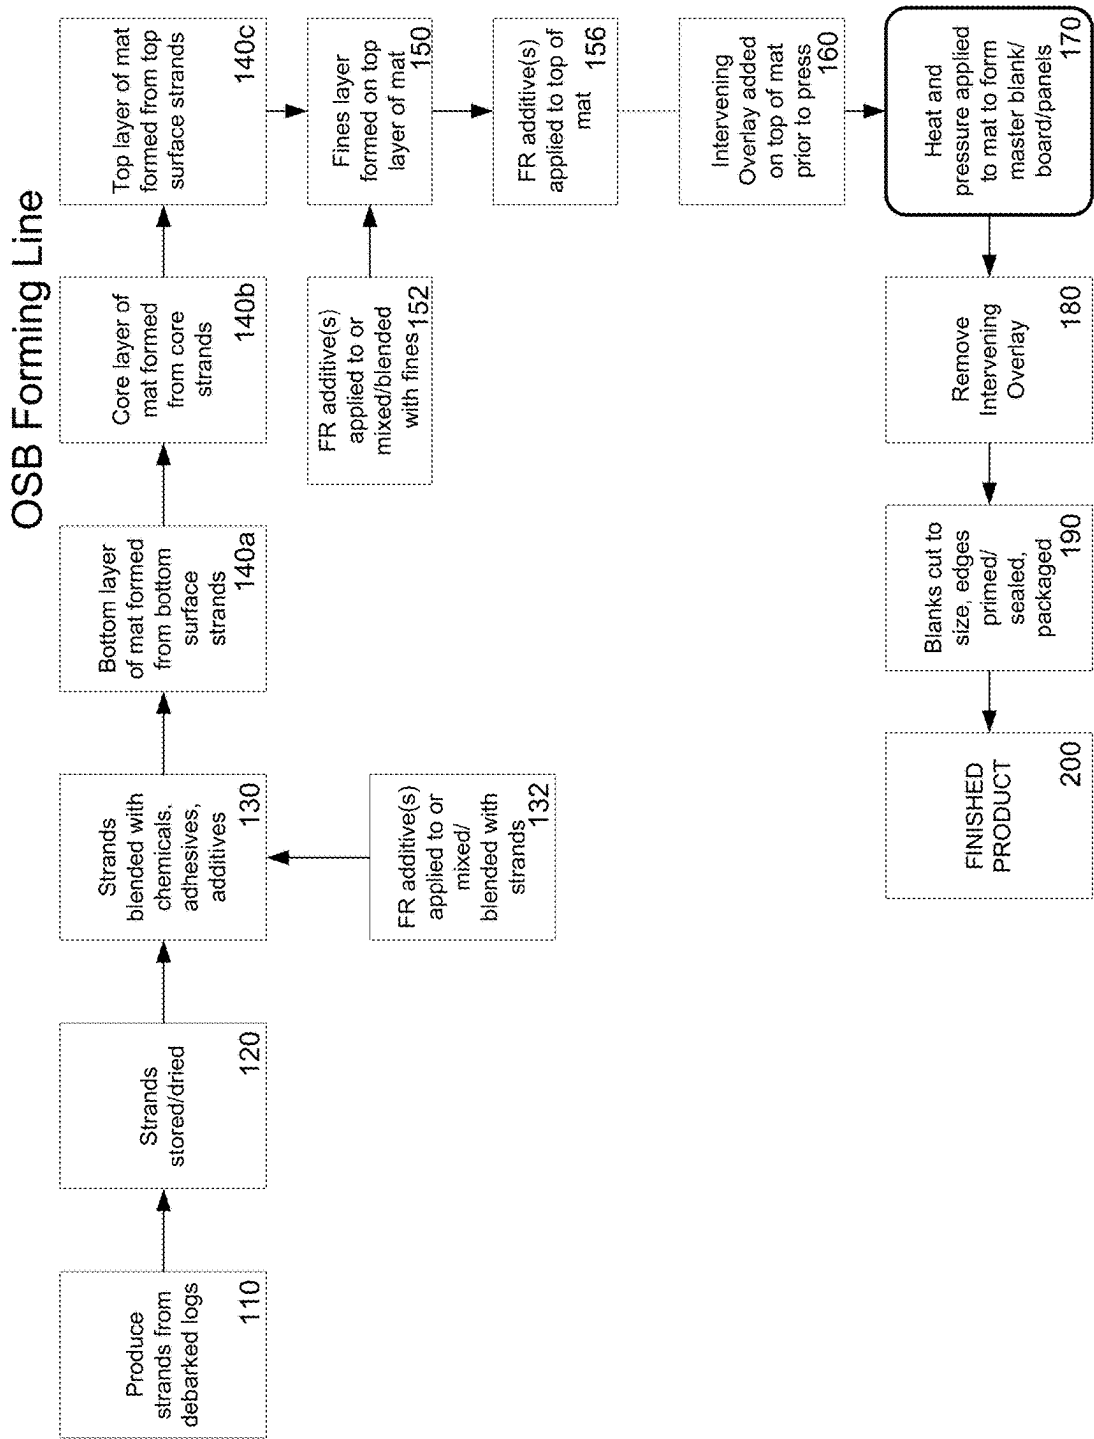 OSB Forming Line
Produce
strands from
debarked logs
110
Strands
stored/dried
120
Strands
blended with
chemicals,
adhesives,
additives
130
FR additive(s)
applied to or
mixed/
blended with
strands
132
Bottom layer
of mat formed
from bottom
surface
strands
140a
Core layer of
mat formed
from core
strands
140b
Top layer of mat
formed from top
surface strands
140c
FR additive(s)
applied to or
mixed/blended
with fines 152
Fines layer
formed on top
layer of mat
150
FR additive(s)
applied to top of
mat
156
Intervening
Overlay added
on top of mat
prior to press
160
Heat and
pressure applied
to mat to form
master blank/
board/panels
170
Remove
Intervening
Overlay
180
Blanks cut to
size, edges
primed/
sealed,
packaged
190
FINISHED
PRODUCT
200